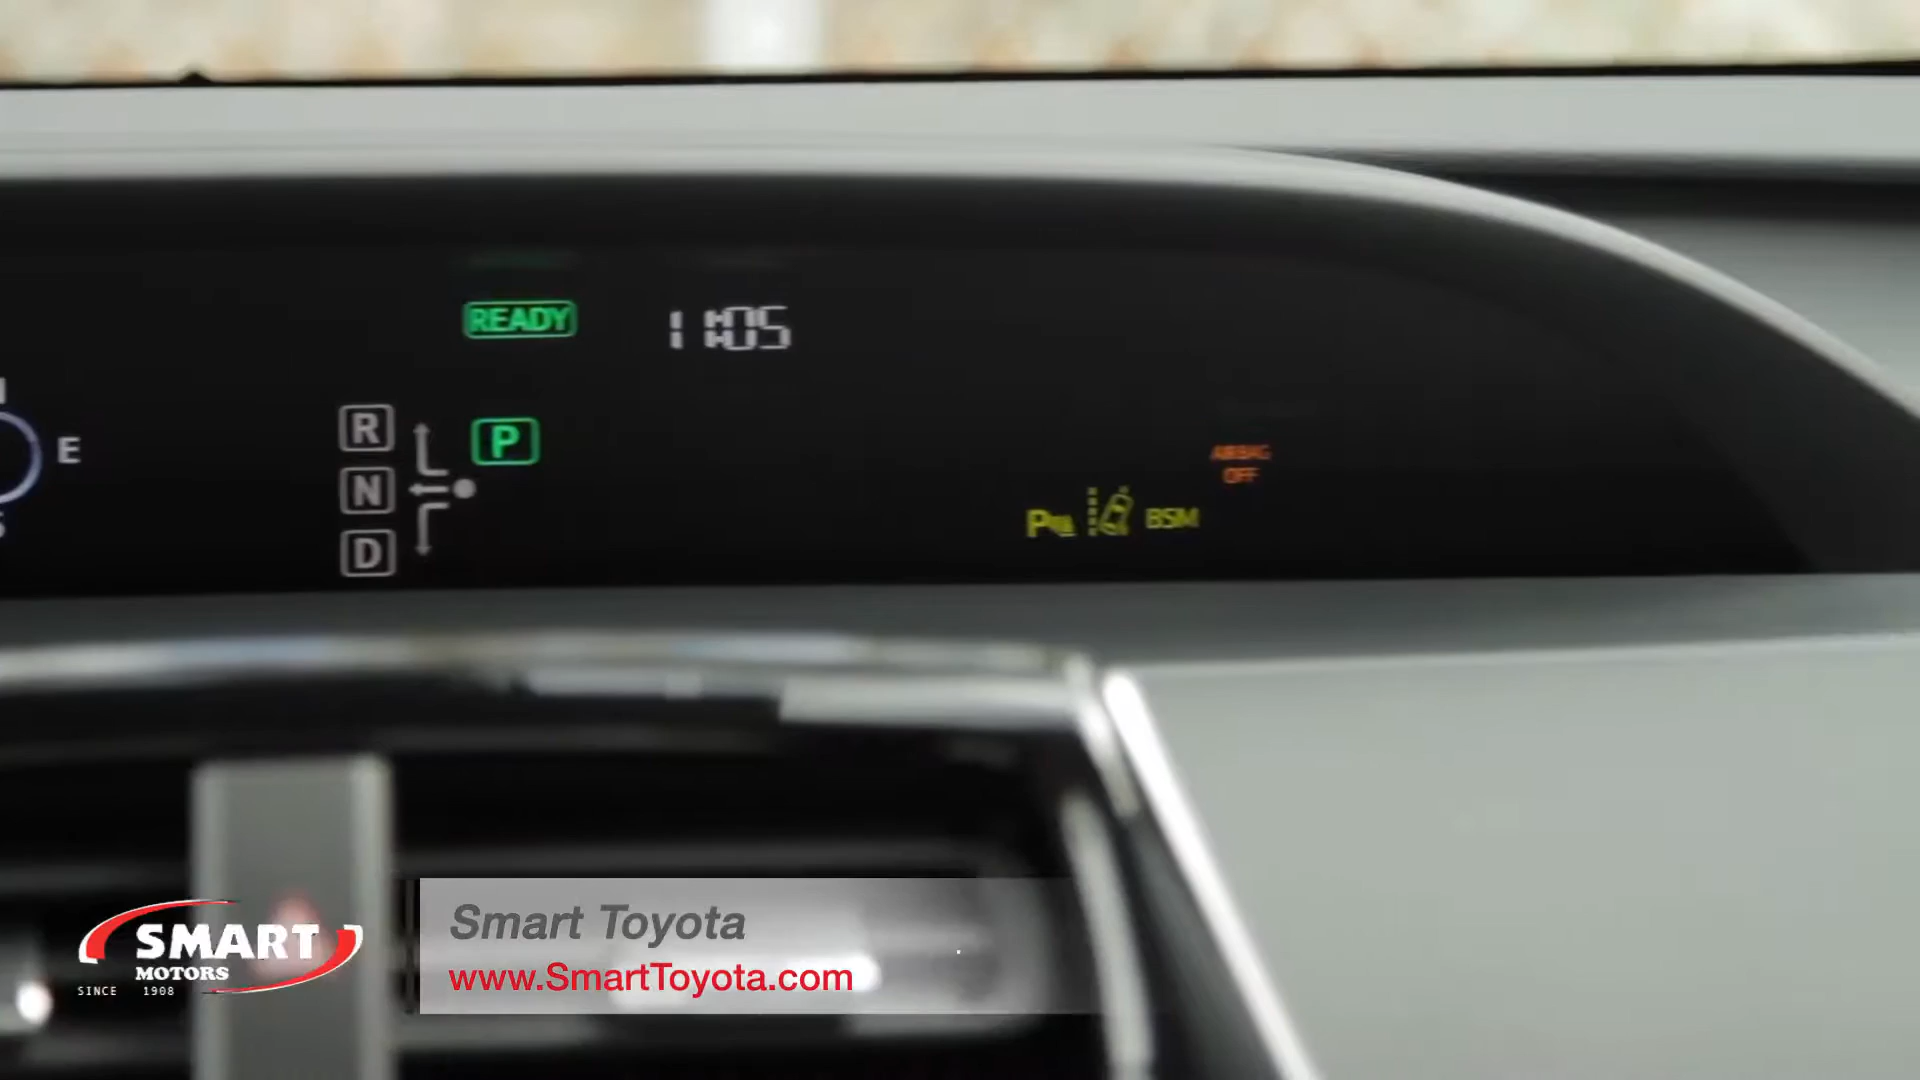 READY
11:05
E
R
P
N
D
AIRBAG
OFF
P
BSM
SMART
MOTORS
SINCE 1908
Smart Toyota
www.SmartToyota.com